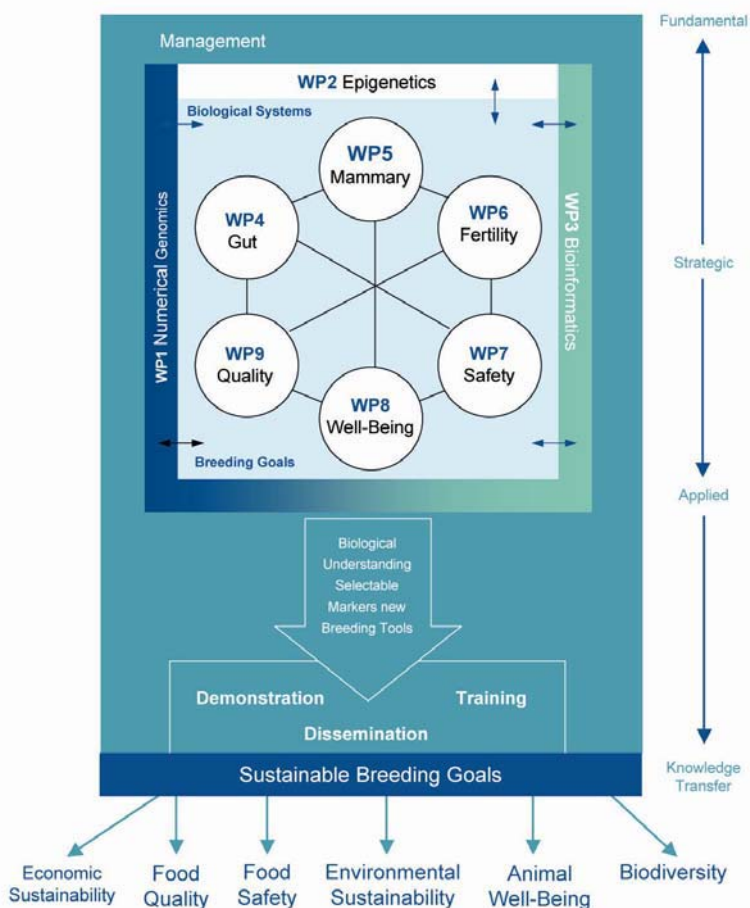 Fundamental
Management
WP2 Epigenetics
Biological Systems
WP5
Mammary
WP4
Gut
WP6
Fertility
WP1 Numerical Genomics
WP3 Bioinformatics
Strategic
WP9
Quality
WP7
Safety
WP8
Well-Being
Breeding Goals
Applied
Biological
Understanding
Selectable
Markers new
Breeding Tools
Demonstration
Training
Dissemination
Sustainable Breeding Goals
Knowledge
Transfer
Economic
Sustainability
Food
Quality
Food
Safety
Environmental
Sustainability
Animal
Well-Being
Biodiversity